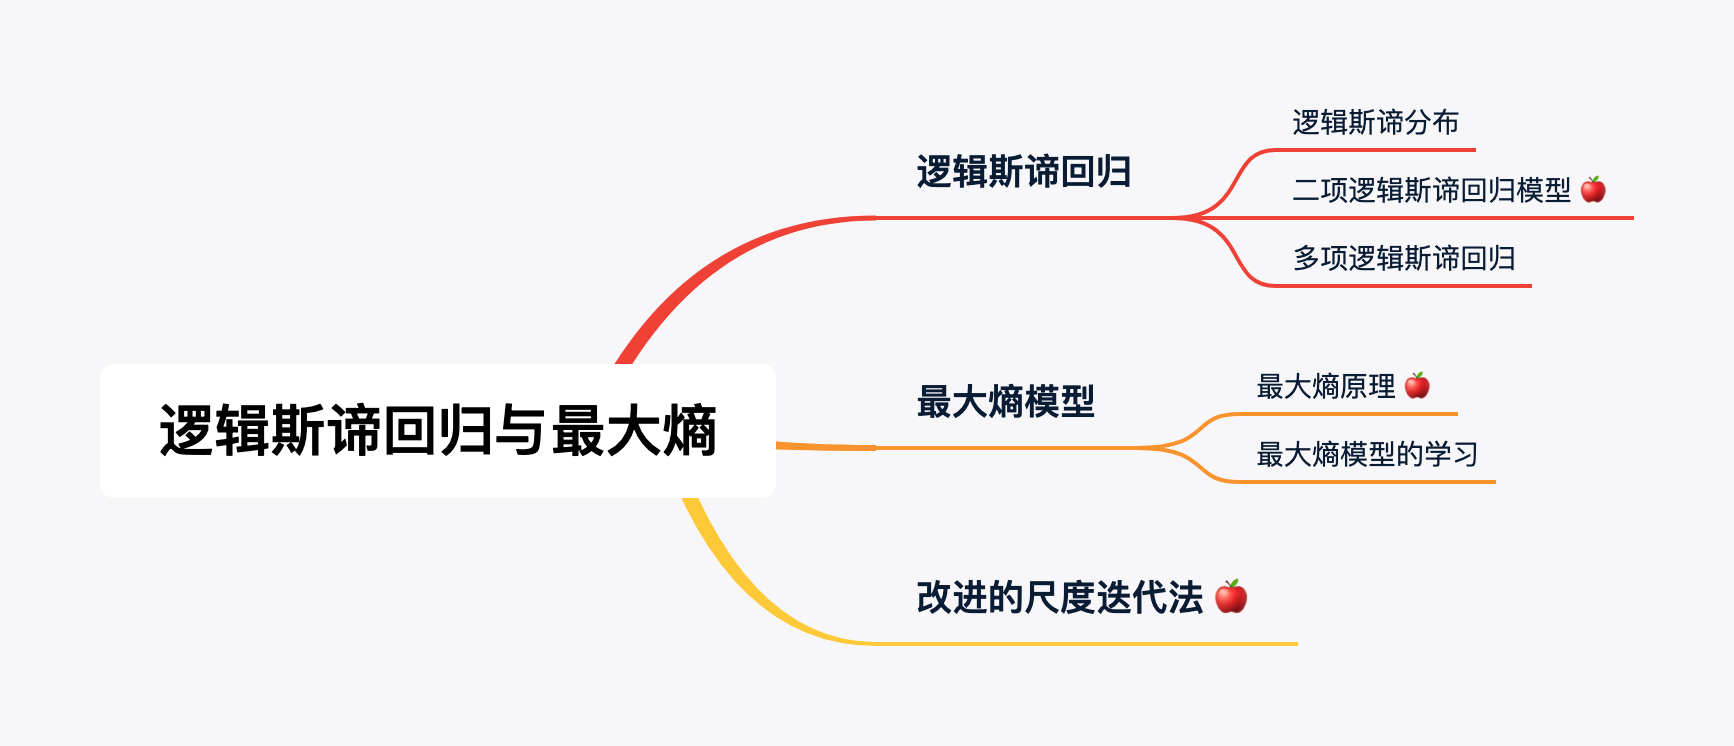 逻辑斯谛回归与最大熵
逻辑斯谛回归
逻辑斯谛分布
二项逻辑斯谛回归模型 🍎
多项逻辑斯谛回归
最大熵模型
最大熵原理 🍎
最大熵模型的学习
改进的尺度迭代法 🍎